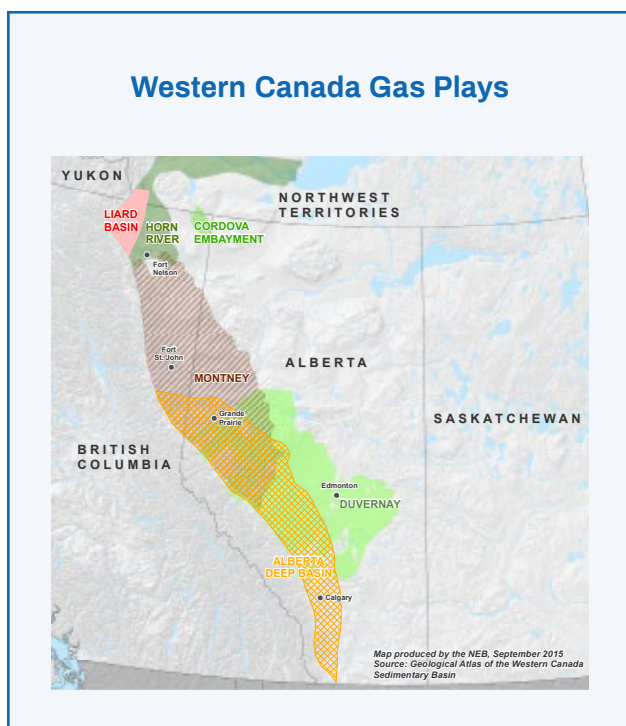 Western Canada Gas Plays
YUKON
NORTHWEST
TERRITORIES
LIARD
BASIN
HORN
RIVER
CORDOVA
EMBAYMENT
Fort
Nelson
Fort
St. John
ALBERTA
MONTNEY
Grande
Prairie
SASKATCHEWAN
BRITISH
COLUMBIA
Edmonton
DUVERNAY
ALBERTA
DEEP BASIN
Calgary
Map produced by the NEB, September 2015
Source: Geological Atlas of the Western Canada
Sedimentary Basin